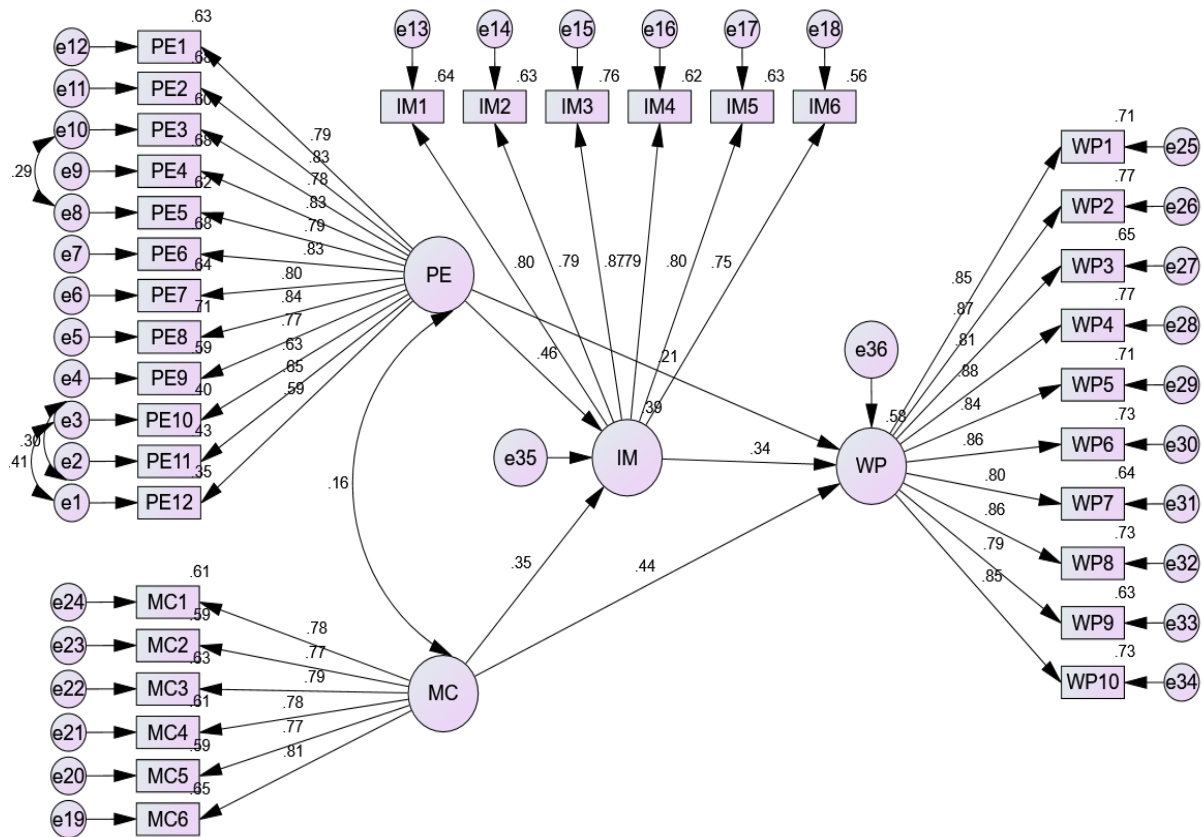 .63
e12 PE1
.68
e11 PE2
.60
e10 PE3
.68
e9 PE4
.62
e8 PE5
.68
e7 PE6
.64
e6 PE7
.71
e5 PE8
.59
e4 PE9
.40
e3 PE10
.43
e2 PE11
.35
e1 PE12
.29
.30
.41
.79
.83
.78
.83
.79
.83
.80
.84
.77
.63
.65
.59
PE
e13 e14 e15 e16 e17 e18
.64 .63 .76 .62 .63 .56
IM1 IM2 IM3 IM4 IM5 IM6
.80 .79 .87 .79 .80 .75
.46 .21
.39
e35 IM
.34
.16
.35
.44
e36
.58
WP
.71
WP1 e25
.77
WP2 e26
.65
WP3 e27
.77
WP4 e28
.71
WP5 e29
.73
WP6 e30
.64
WP7 e31
.73
WP8 e32
.63
WP9 e33
.73
WP10 e34
.85
.87
.81
.88
.84
.86
.80
.86
.79
.85
.61
e24 MC1
.59
e23 MC2
.63
e22 MC3
.61
e21 MC4
.59
e20 MC5
.65
e19 MC6
.78
.77
.79
.78
.77
.81
MC